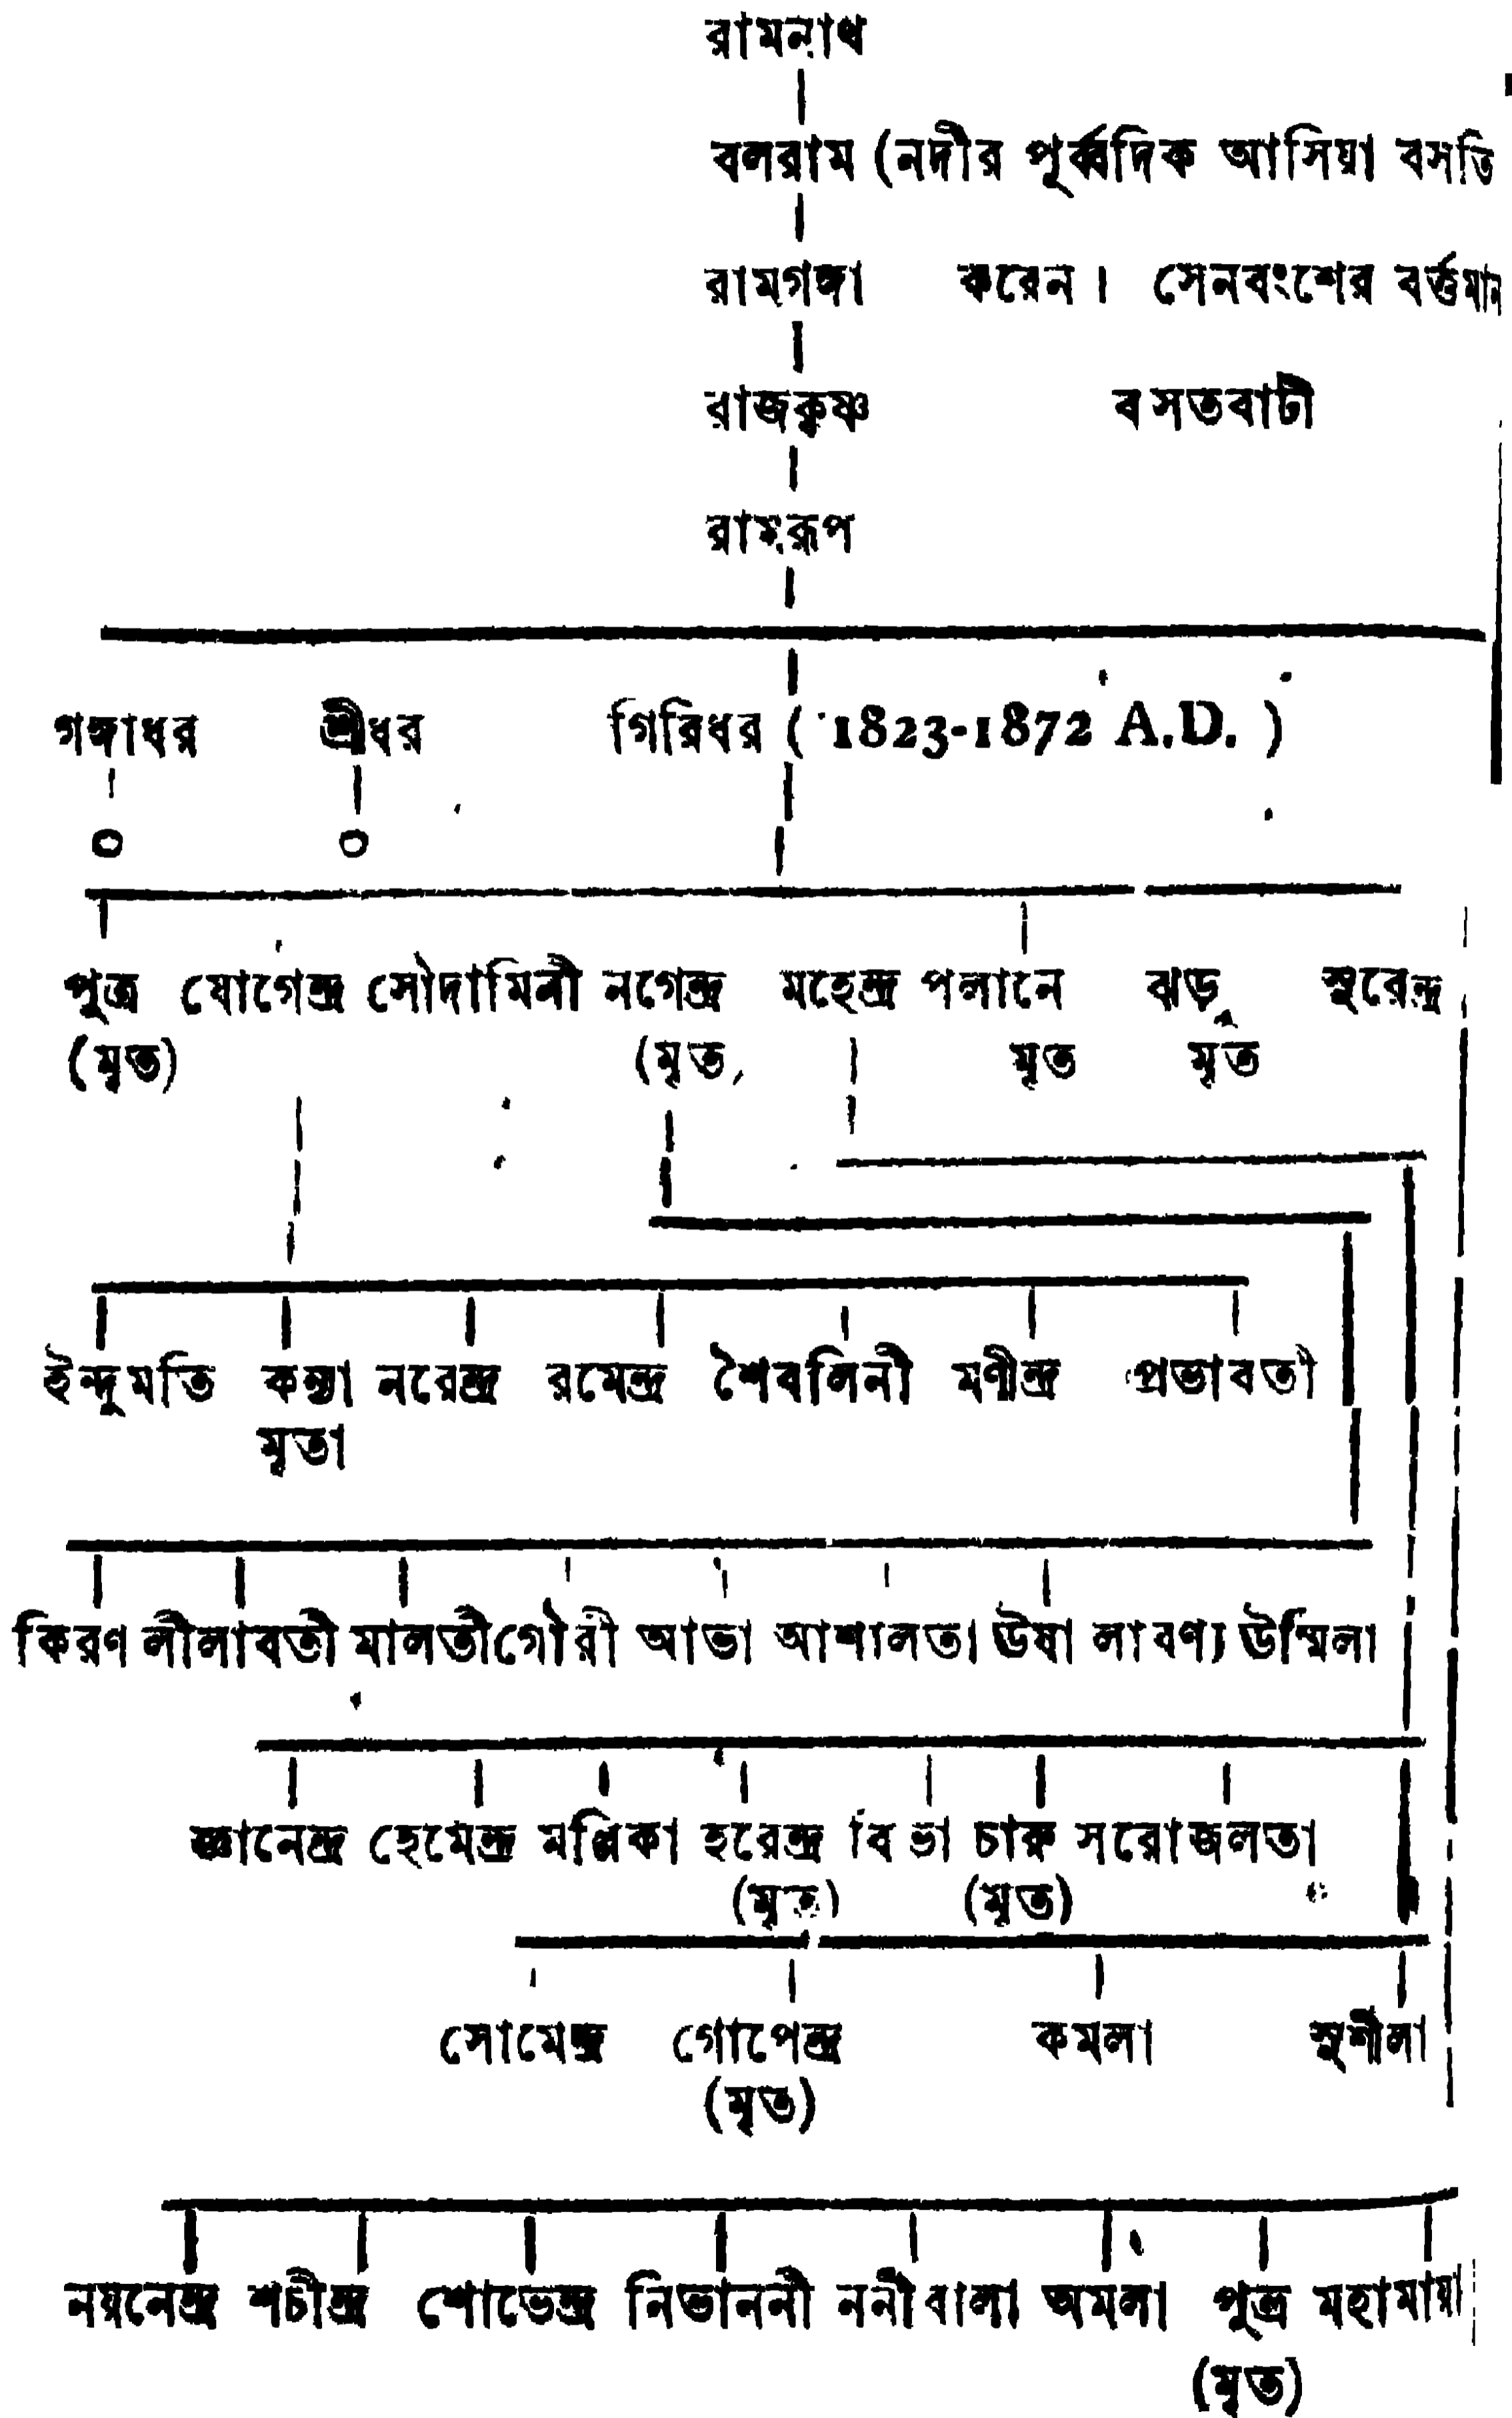 রামনাথ
বলরাম (নদীর পূর্ব্বদিক আসিয়া বসতি
রামগঙ্গা করেন। সেনবংশের বর্ত্তমান
রাজকৃষ্ণ বসতবাটী
রামরূপ
গঙ্গাধর শ্রীধর গিরিধর ( 1823-1872 A.D. )
০ ০
পুত্র যোগেন্দ্র সৌদামিনী নগেন্দ্র মহেন্দ্র পলানে ঝড়ু সুরেন্দ্র
(মৃত) (মৃত, মৃত মৃত
ইন্দুমতি কন্যা নরেন্দ্র রমেন্দ্র শৈবলিনী মণীন্দ্র প্রভাবতী
মৃতা
কিরণ লীলাবতী মালতী গৌরী আভা আশালতা ঊষা লাবণ্য ঊর্ম্মিলা
জ্ঞানেন্দ্র হেমেন্দ্র মল্লিকা হরেন্দ্র বিভা চারু সরোজলতা
(মৃত) (মৃত)
সোমেন্দ্র গোপেন্দ্র কমলা সুশীলা
(মৃত)
নয়নেন্দ্র শচীন্দ্র শোভেন্দ্র নিভাননী ননীবালা অমলা পুত্র মহামায়া
(মৃত)